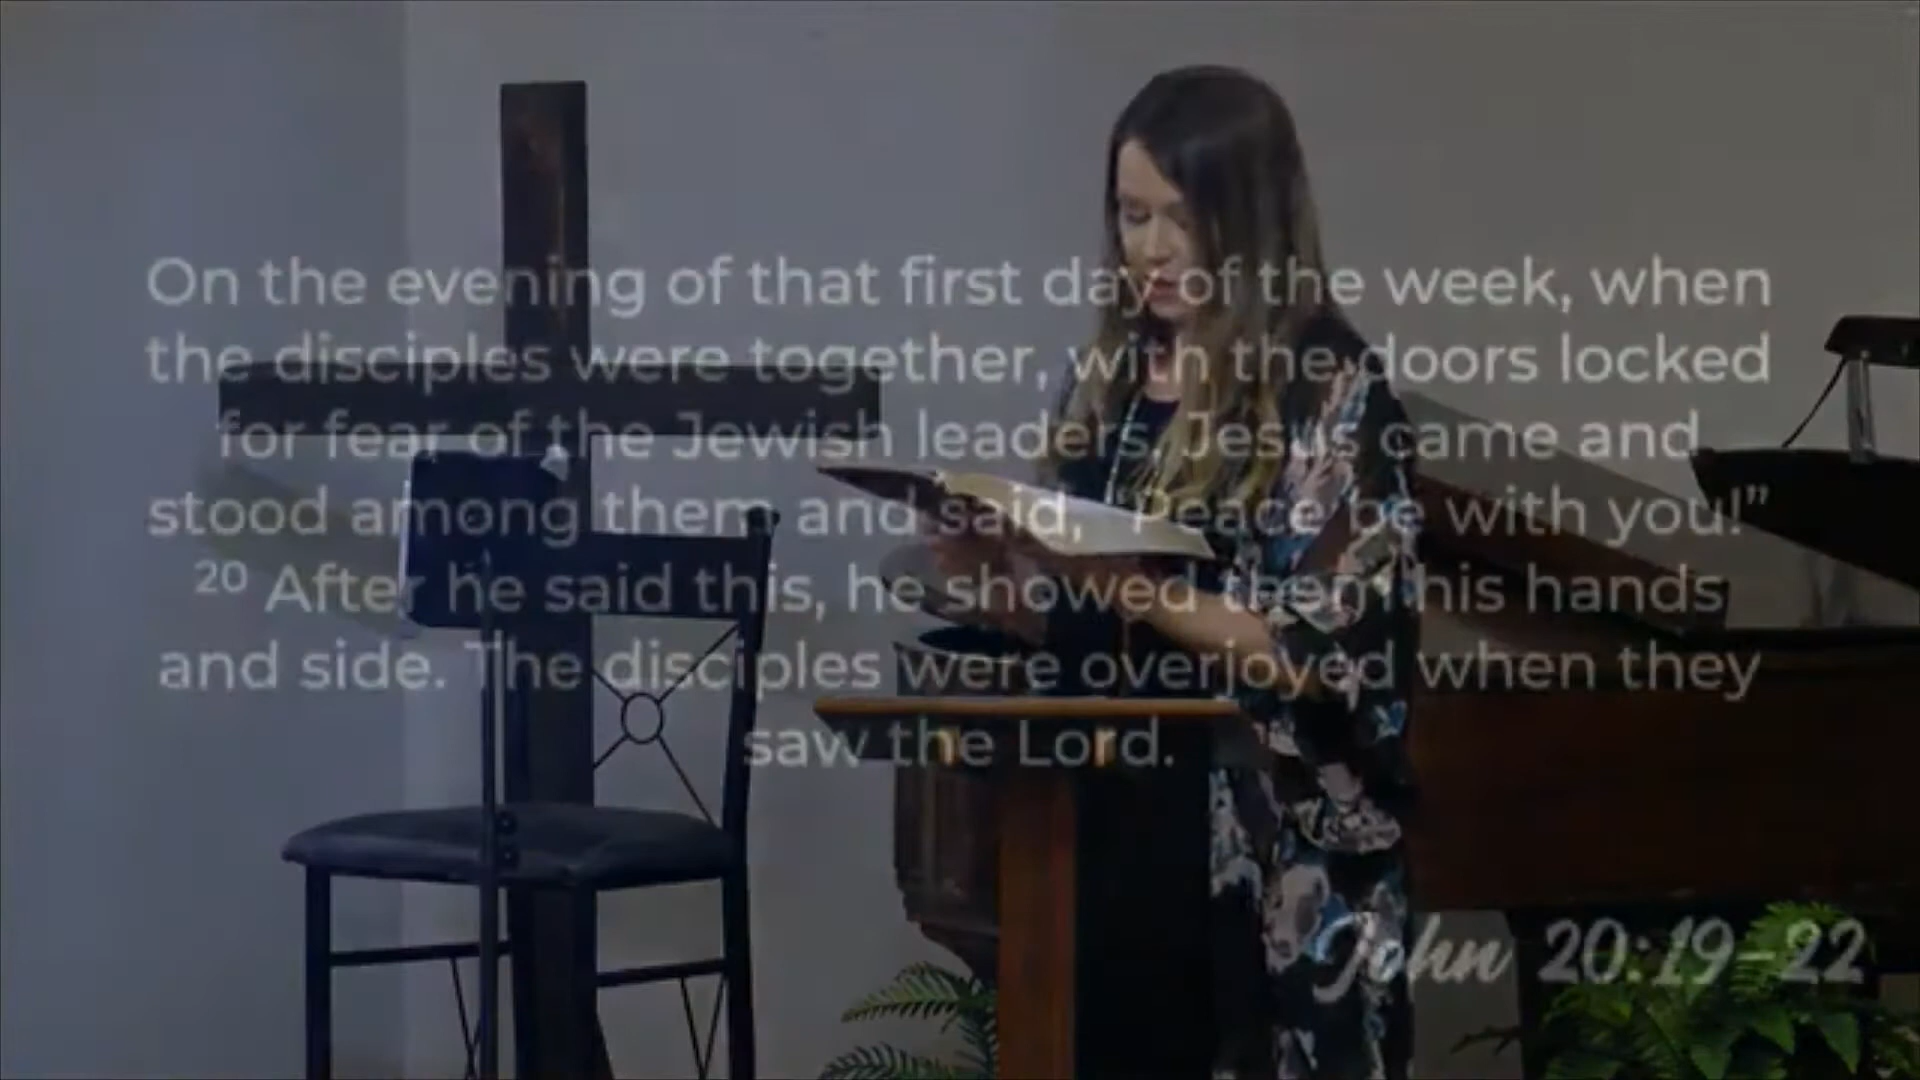 On the evening of that first day of the week, when
the disciples were together, with the doors locked
for fear of the Jewish leaders, Jesus came and
stood among them and said, “Peace be with you!”
20 After he said this, he showed them his hands
and side. The disciples were overjoyed when they
saw the Lord.
John 20:19-22